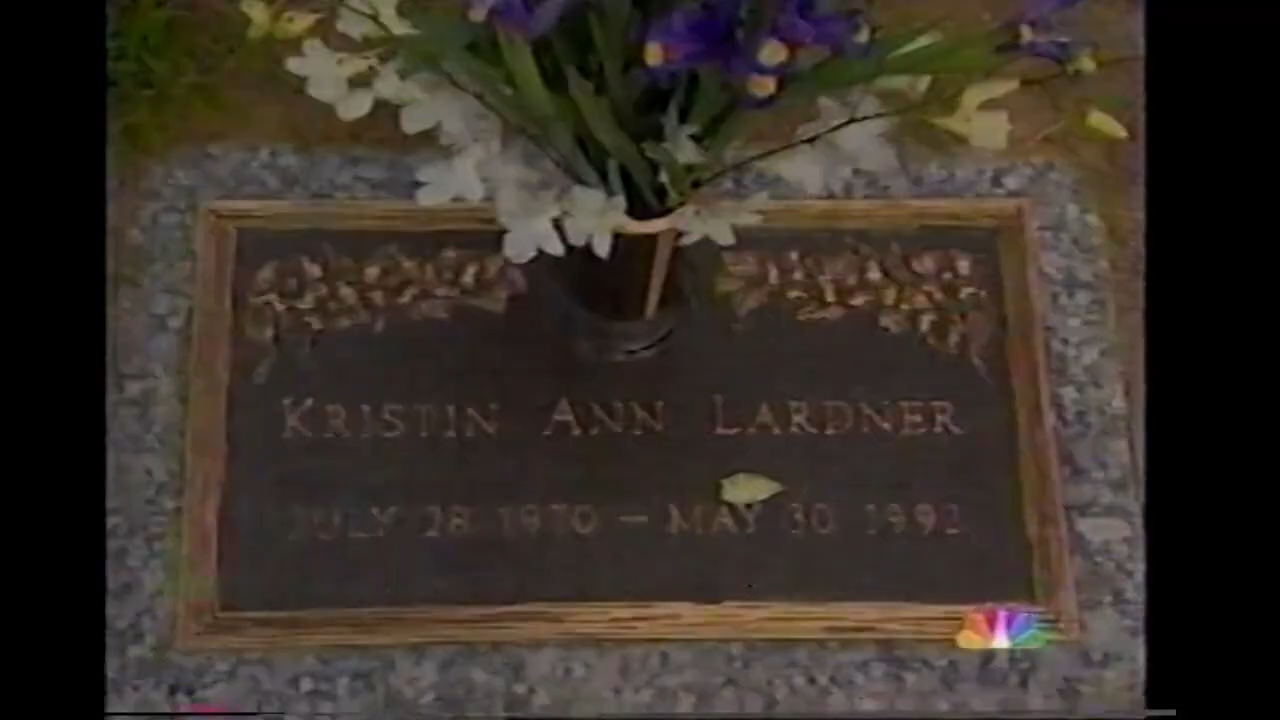 KRISTIN ANN LARDNER
JULY 28 1970 – MAY 30 1992